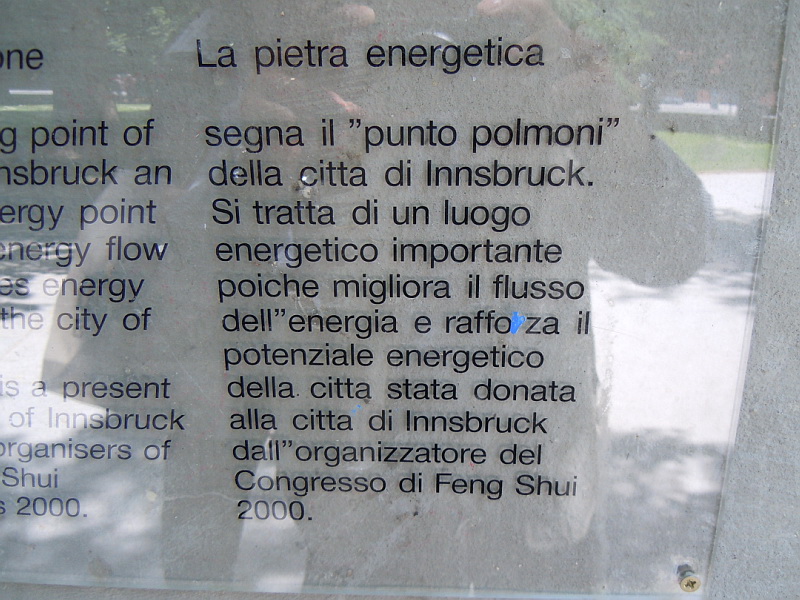 one
g point of
nsbruck an
ergy point
energy flow
es energy
the city of
is a present
of Innsbruck
organisers of
Shui
s 2000.
La pietra energetica
segna il ”punto polmoni”
della citta di Innsbruck.
Si tratta di un luogo
energetico importante
poiche migliora il flusso
dell”energia e rafforza il
potenziale energetico
della citta stata donata
alla citta di Innsbruck
dall”organizzatore del
Congresso di Feng Shui
2000.